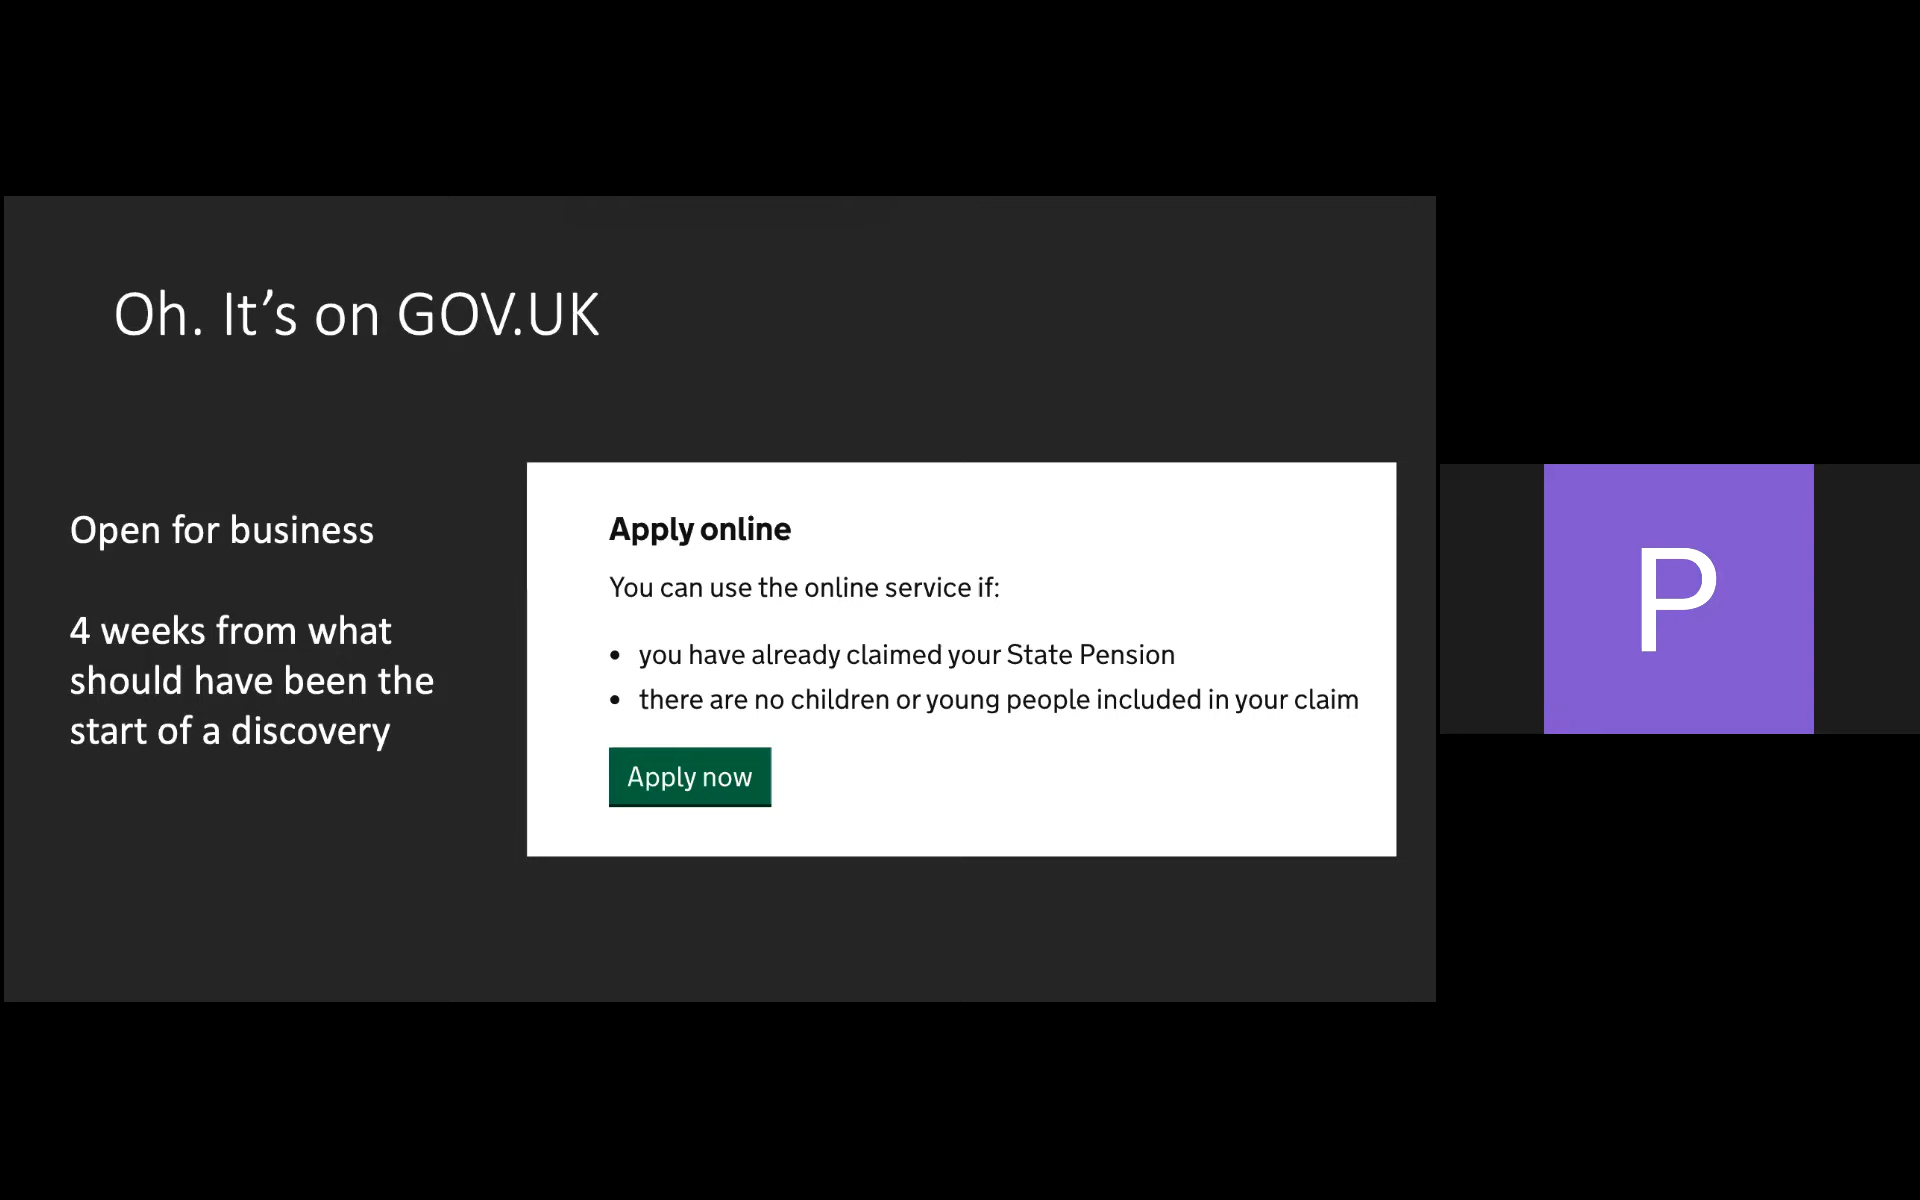 Oh. It’s on GOV.UK
Open for business
4 weeks from what
should have been the
start of a discovery
Apply online
You can use the online service if:
• you have already claimed your State Pension
• there are no children or young people included in your claim
Apply now
P